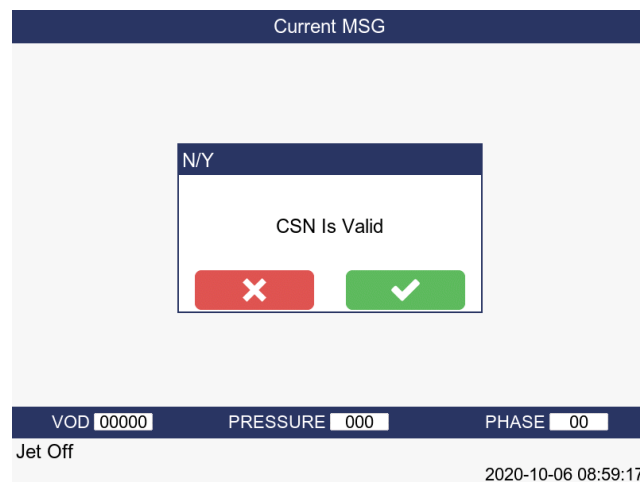 Current MSG
N/Y
CSN Is Valid
VOD 00000 PRESSURE 000 PHASE 00
Jet Off
2020-10-06 08:59:17